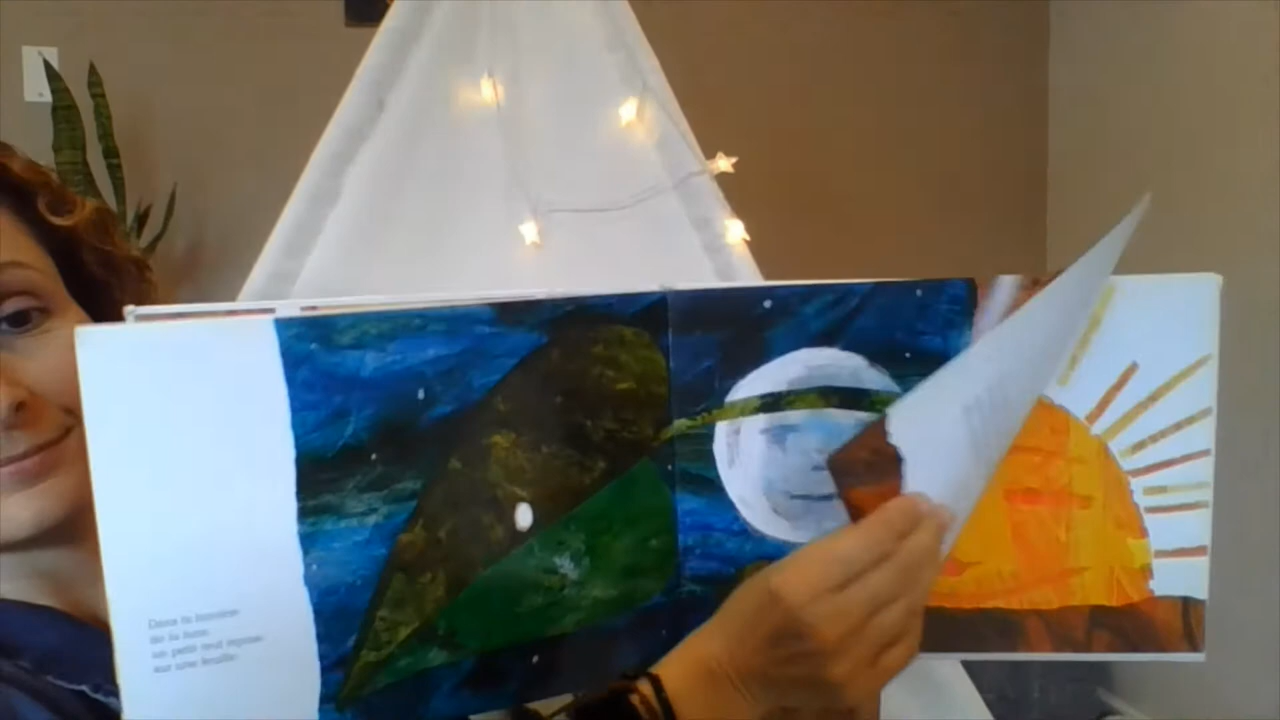 Dans la lumière
de la lune,
un petit œuf repose
sur une feuille.